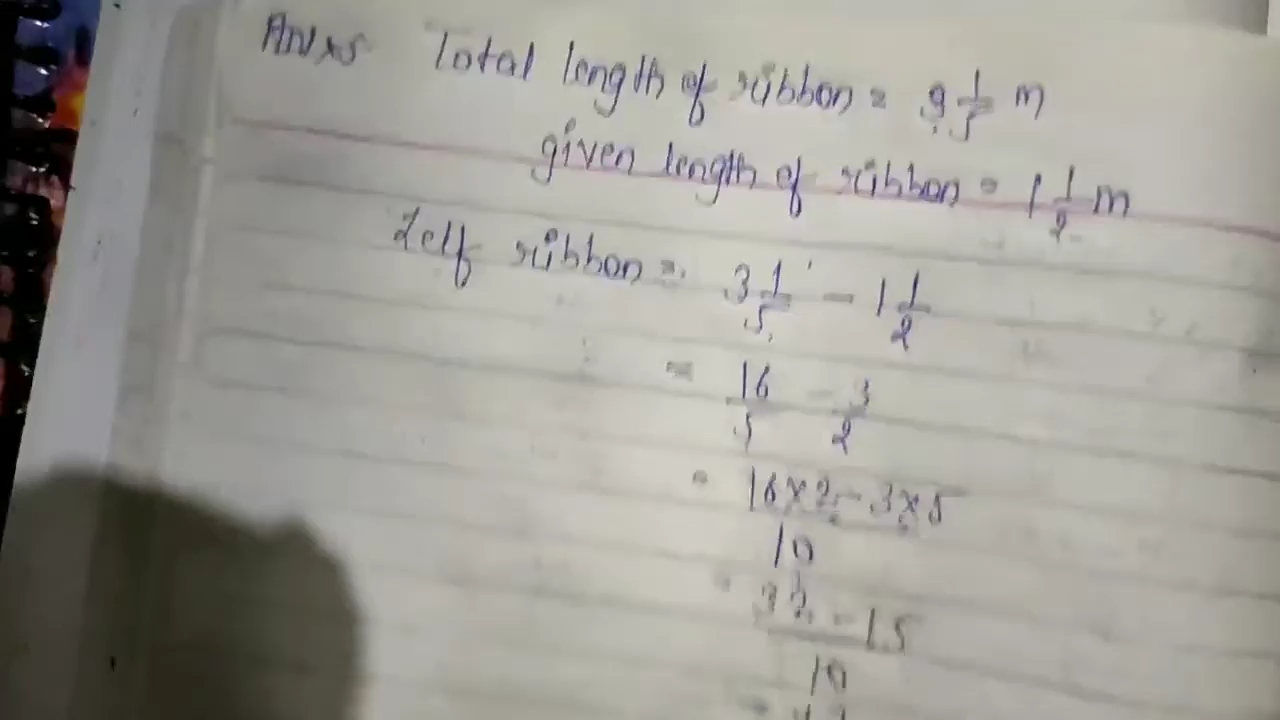 Ans Total length of ribbon = 3 1/5 m
given length of ribbon = 1 1/2 m
Left ribbon = 3 1/5 - 1 1/2
= 16/5 - 3/2
= 16×2 - 3×5
10
= 32 - 15
10
=